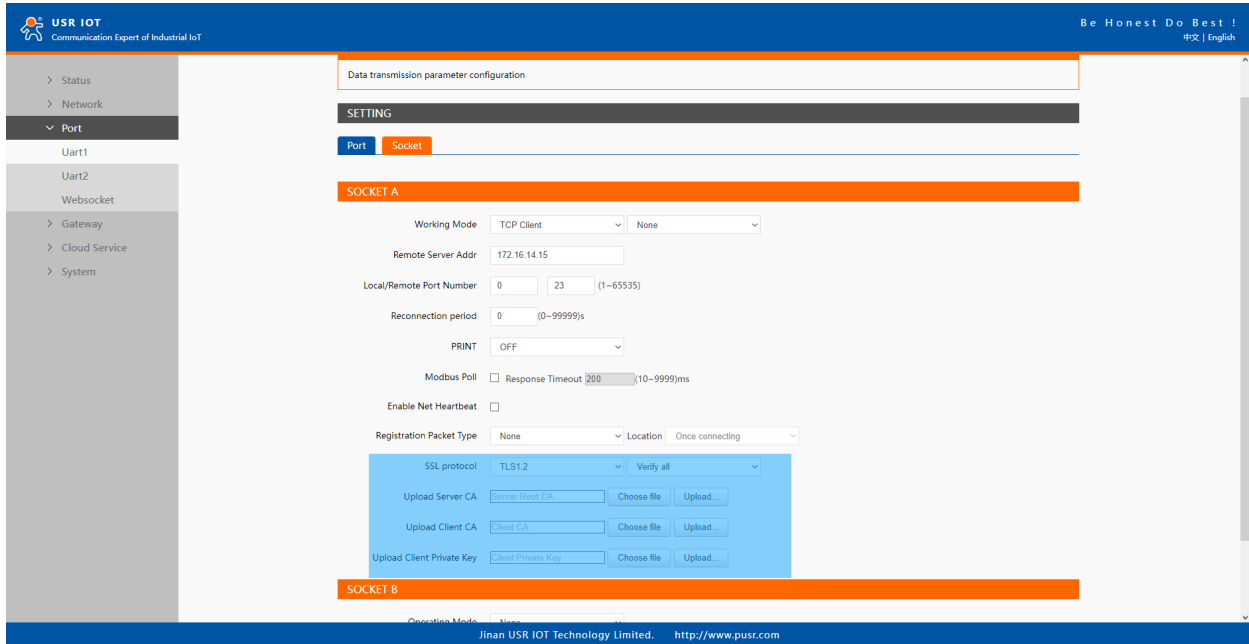 USR IOT
Communication Expert of Industrial IoT
Be Honest Do Best !
中文 | English
Status
Network
Port
Uart1
Uart2
Websocket
Gateway
Cloud Service
System
Data transmission parameter configuration
SETTING
Port Socket
SOCKET A
Working Mode TCP Client None
Remote Server Addr 172.16.14.15
Local/Remote Port Number 0 23 (1~65535)
Reconnection period 0 (0~99999)s
PRINT OFF
Modbus Poll Response Timeout 200 (10~9999)ms
Enable Net Heartbeat
Registration Packet Type None Location Once connecting
SSL protocol TLS1.2 Verify all
Upload Server CA Server Root CA Choose file Upload...
Upload Client CA Client CA Choose file Upload...
Upload Client Private Key Client Private Key Choose file Upload...
SOCKET B
Operating Mode None
Jinan USR IOT Technology Limited. http://www.pusr.com